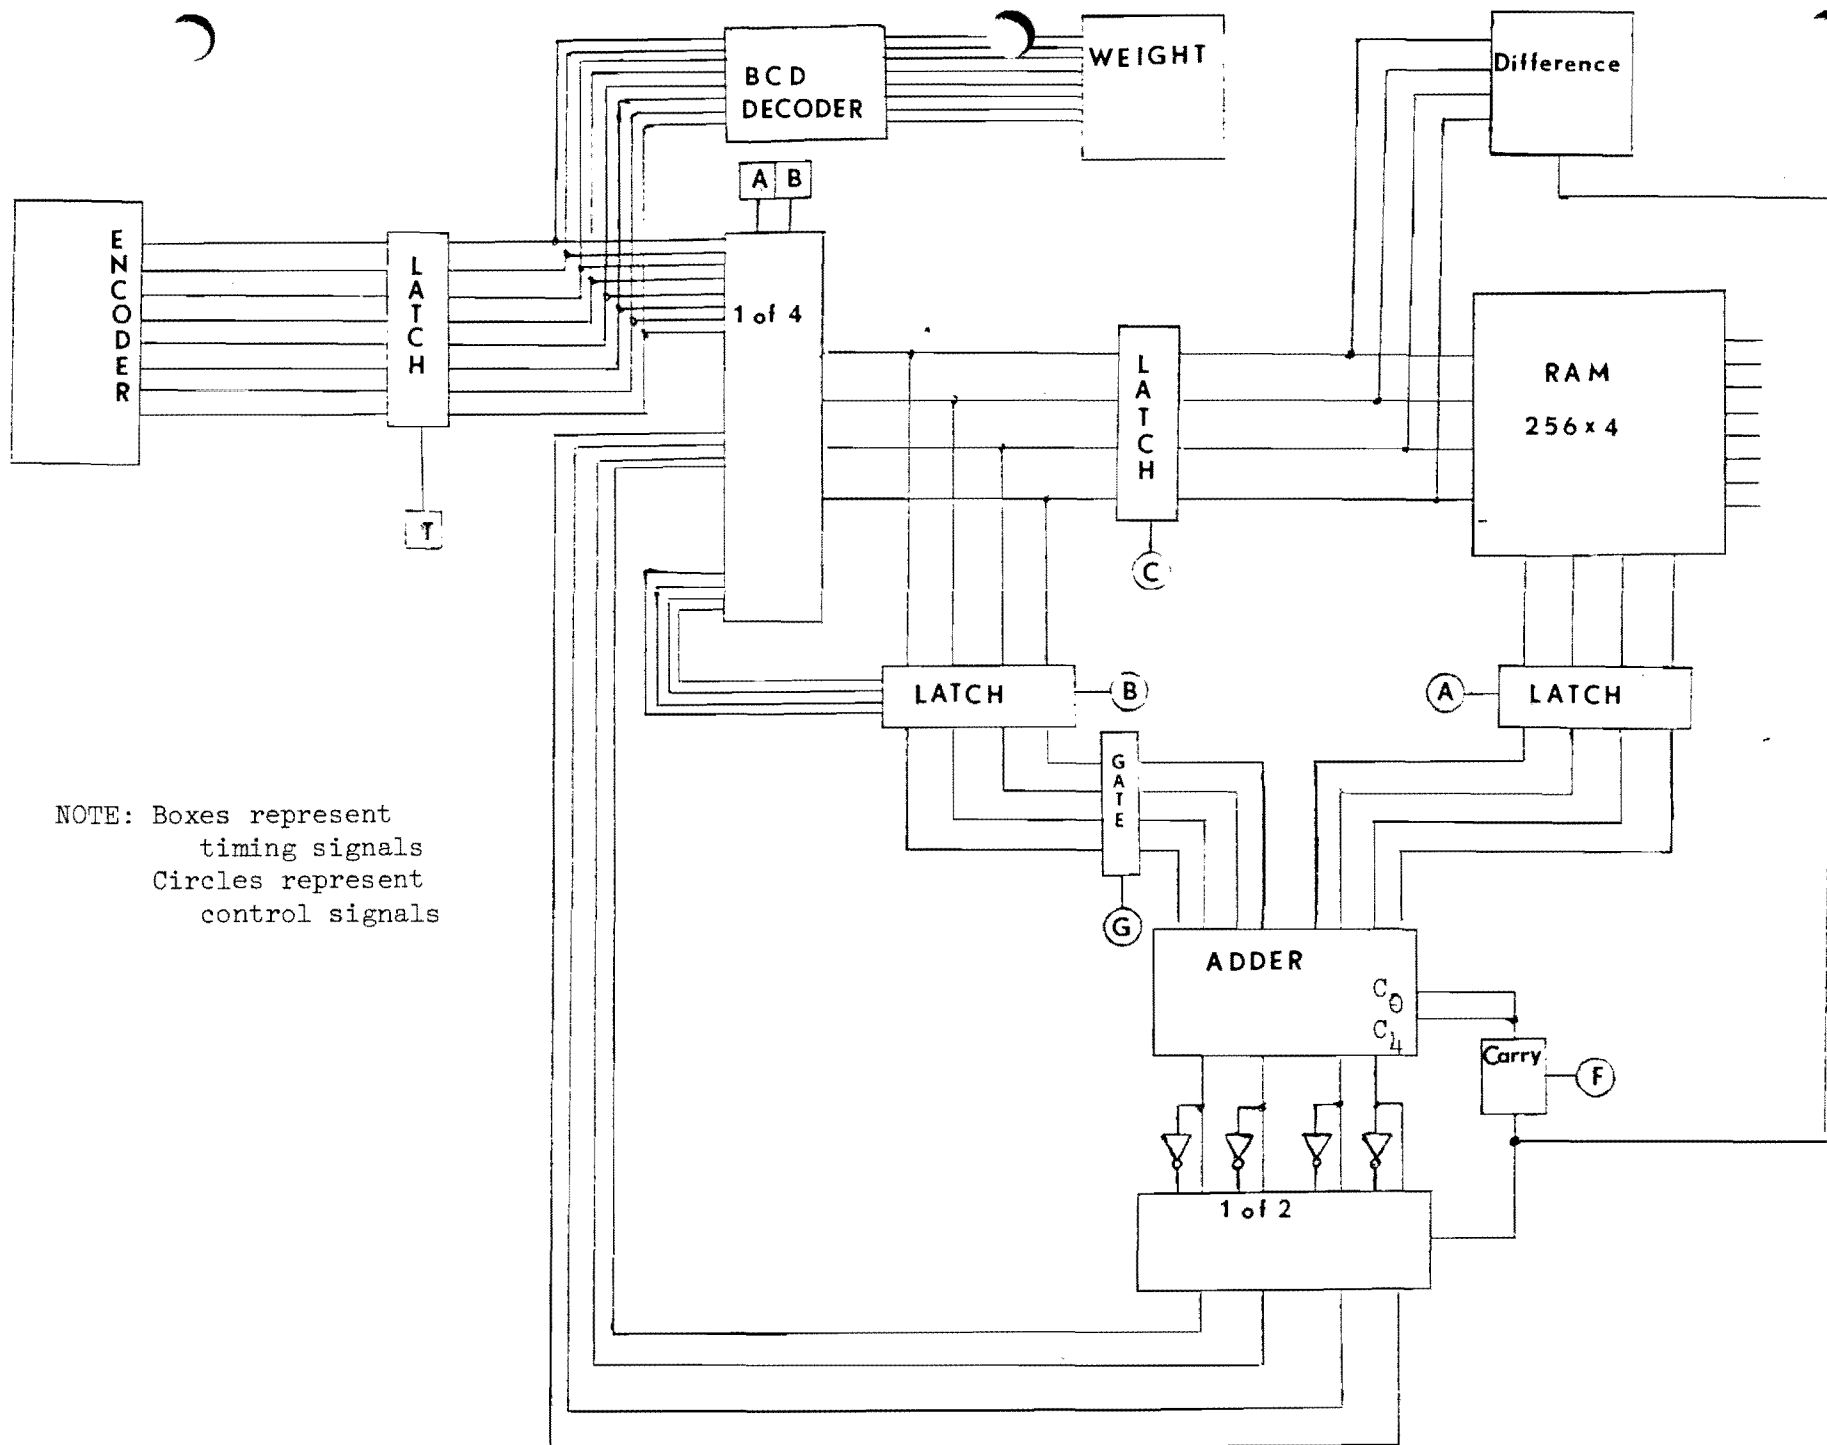 BCD
DECODER
WEIGHT
Difference
A B
ENCODER
LATCH
1 of 4
LATCH
RAM
256 x 4
T
C
LATCH
B
A
LATCH
GATE
NOTE: Boxes represent
timing signals
Circles represent
control signals
G
ADDER
C0
C4
Carry
F
1 of 2